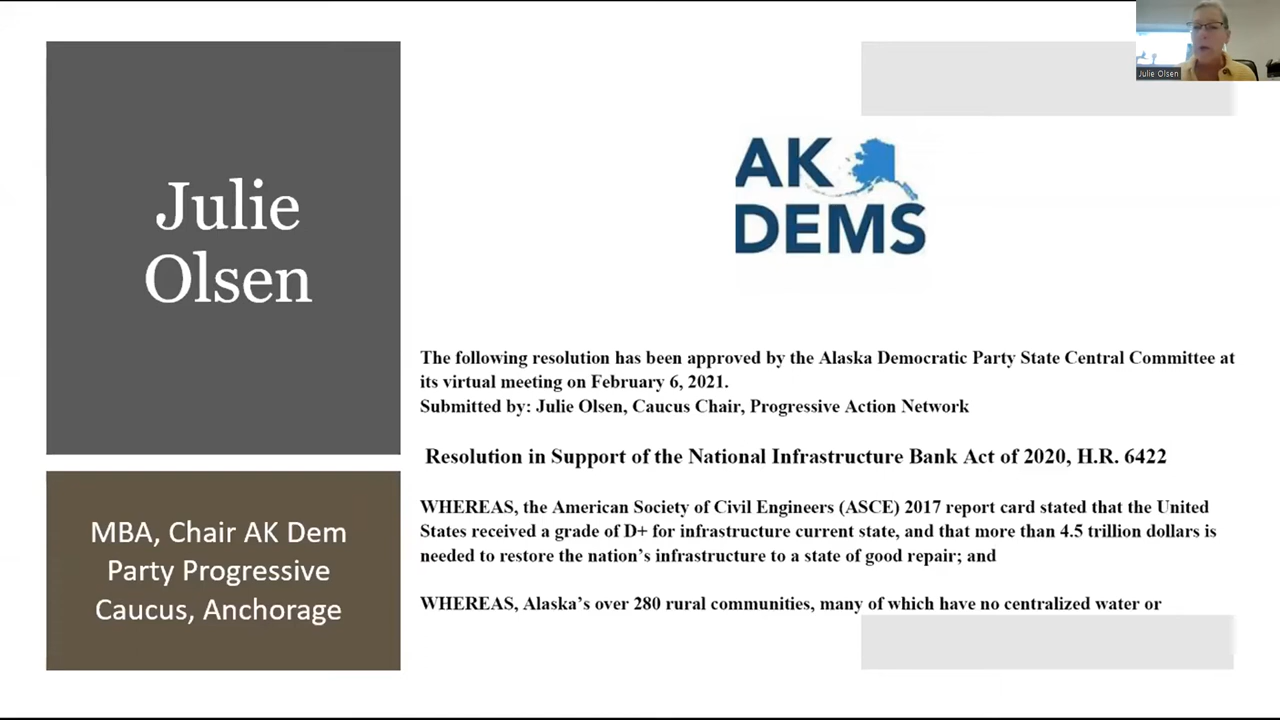 Julie Olsen
Julie
Olsen
MBA, Chair AK Dem
Party Progressive
Caucus, Anchorage
AK
DEMS
The following resolution has been approved by the Alaska Democratic Party State Central Committee at
its virtual meeting on February 6, 2021.
Submitted by: Julie Olsen, Caucus Chair, Progressive Action Network
Resolution in Support of the National Infrastructure Bank Act of 2020, H.R. 6422
WHEREAS, the American Society of Civil Engineers (ASCE) 2017 report card stated that the United
States received a grade of D+ for infrastructure current state, and that more than 4.5 trillion dollars is
needed to restore the nation’s infrastructure to a state of good repair; and
WHEREAS, Alaska’s over 280 rural communities, many of which have no centralized water or